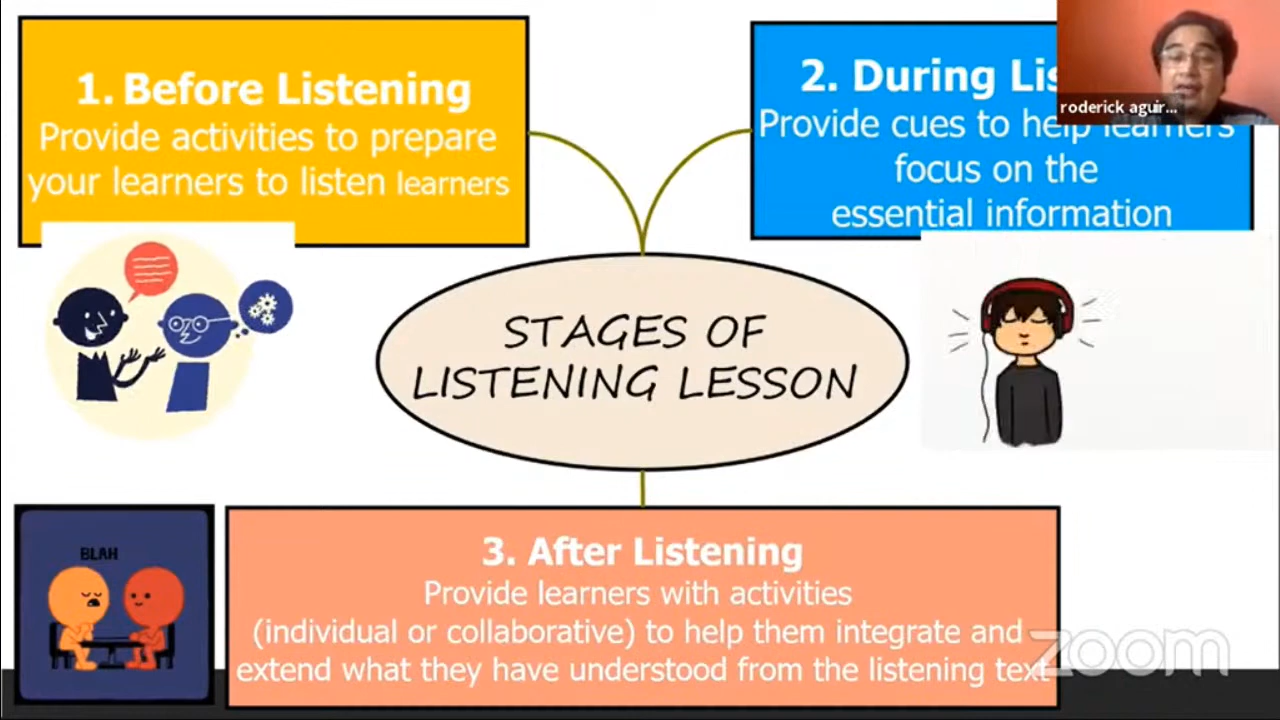 1. Before Listening
Provide activities to prepare
your learners to listen learners
2. During Lis
Provide cues to help learners
focus on the
essential information
roderick aguir...
STAGES OF
LISTENING LESSON
BLAH
3. After Listening
Provide learners with activities
(individual or collaborative) to help them integrate and
extend what they have understood from the listening text
zoom